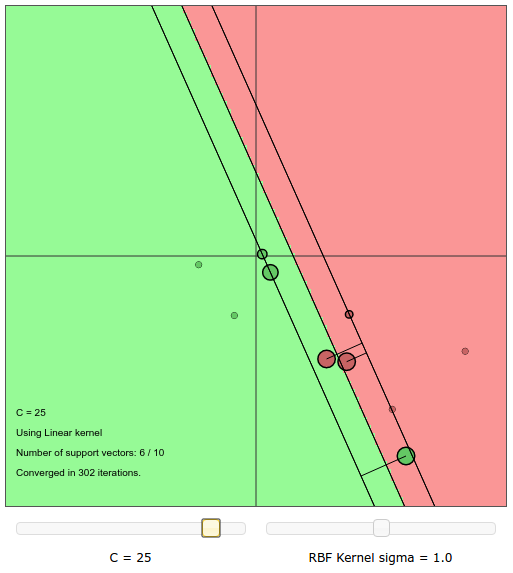 C = 25
Using Linear kernel
Number of support vectors: 6 / 10
Converged in 302 iterations.
C = 25
RBF Kernel sigma = 1.0